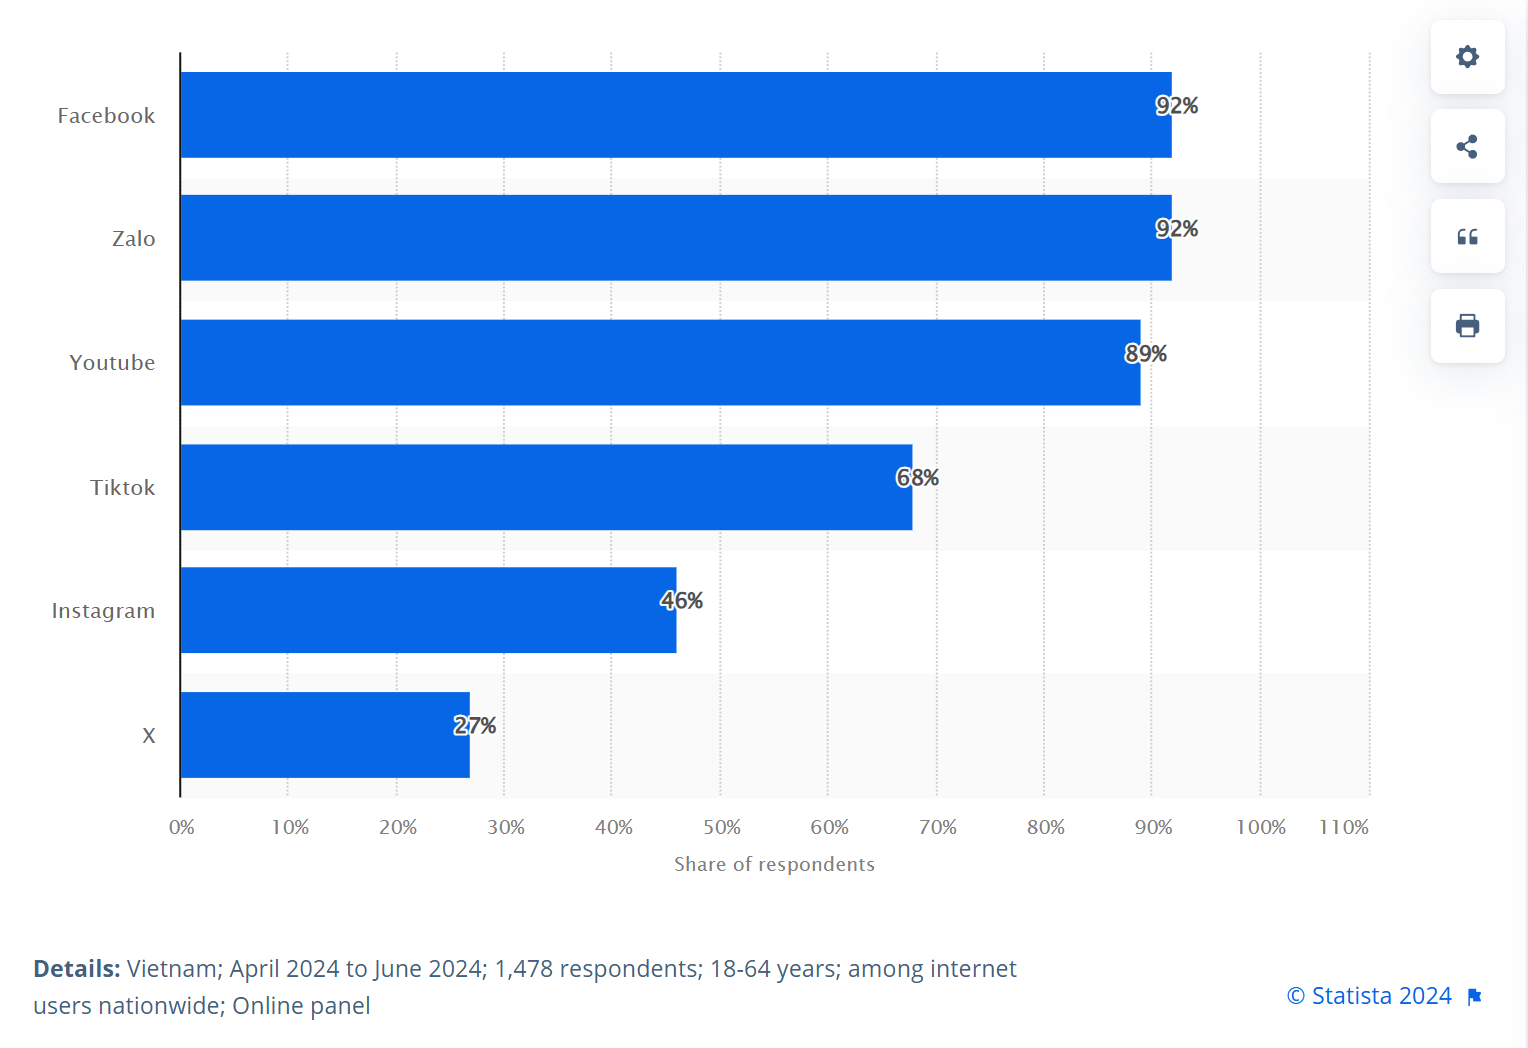 Facebook
92%
Zalo
92%
Youtube
89%
Tiktok
68%
Instagram
46%
X
27%
0% 10% 20% 30% 40% 50% 60% 70% 80% 90% 100% 110%
Share of respondents
Details: Vietnam; April 2024 to June 2024; 1,478 respondents; 18-64 years; among internet
users nationwide; Online panel
© Statista 2024